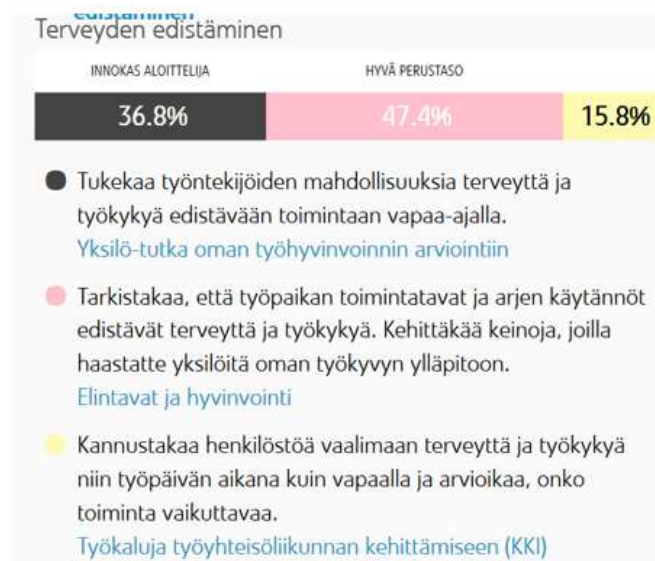 edistäminen
Terveyden edistäminen
INNOKAS ALOITTELIJA HYVÄ PERUSTASO
36.8% 47.4% 15.8%
Tukekaa työntekijöiden mahdollisuuksia terveyttä ja
työkykyä edistävään toimintaan vapaa-ajalla.
Yksilö-tutka oman työhyvinvoinnin arviointiin
Tarkistakaa, että työpaikan toimintatavat ja arjen käytännöt
edistävät terveyttä ja työkykyä. Kehittäkää keinoja, joilla
haastatte yksilöitä oman työkyvyn ylläpitoon.
Elintavat ja hyvinvointi
Kannustakaa henkilöstöä vaalimaan terveyttä ja työkykyä
niin työpäivän aikana kuin vapaalla ja arvioikaa, onko
toiminta vaikuttavaa.
Työkaluja työyhteisöliikunnan kehittämiseen (KKI)